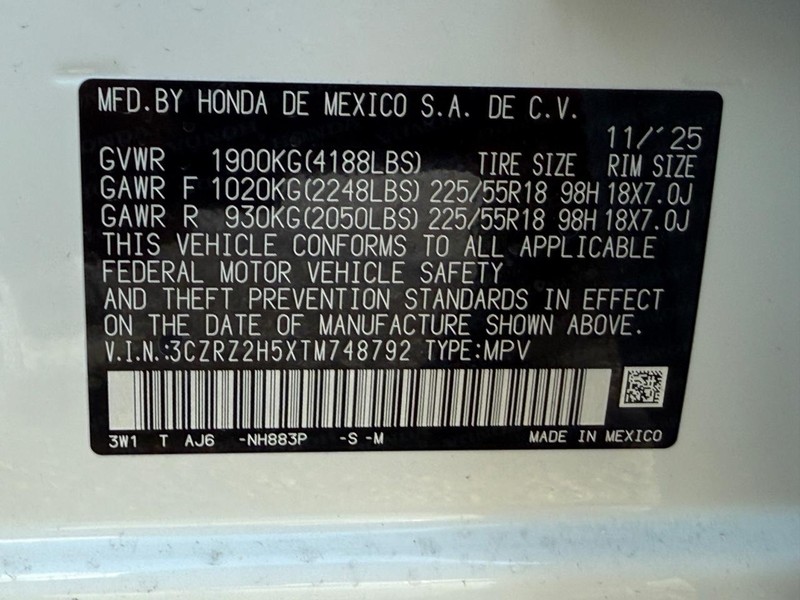 MFD.BY HONDA DE MEXICO S.A. DE C.V.
11/'25
GVWR 1900KG(4188LBS) TIRE SIZE RIM SIZE
GAWR F 1020KG(2248LBS) 225/55R18 98H 18X7.0J
GAWR R 930KG(2050LBS) 225/55R18 98H 18X7.0J
THIS VEHICLE CONFORMS TO ALL APPLICABLE
FEDERAL MOTOR VEHICLE SAFETY
AND THEFT PREVENTION STANDARDS IN EFFECT
ON THE DATE OF MANUFACTURE SHOWN ABOVE.
V.I.N.:3CZRZ2H5XTM748792 TYPE:MPV
3W1 T AJ6 -NH883P -S -M MADE IN MEXICO